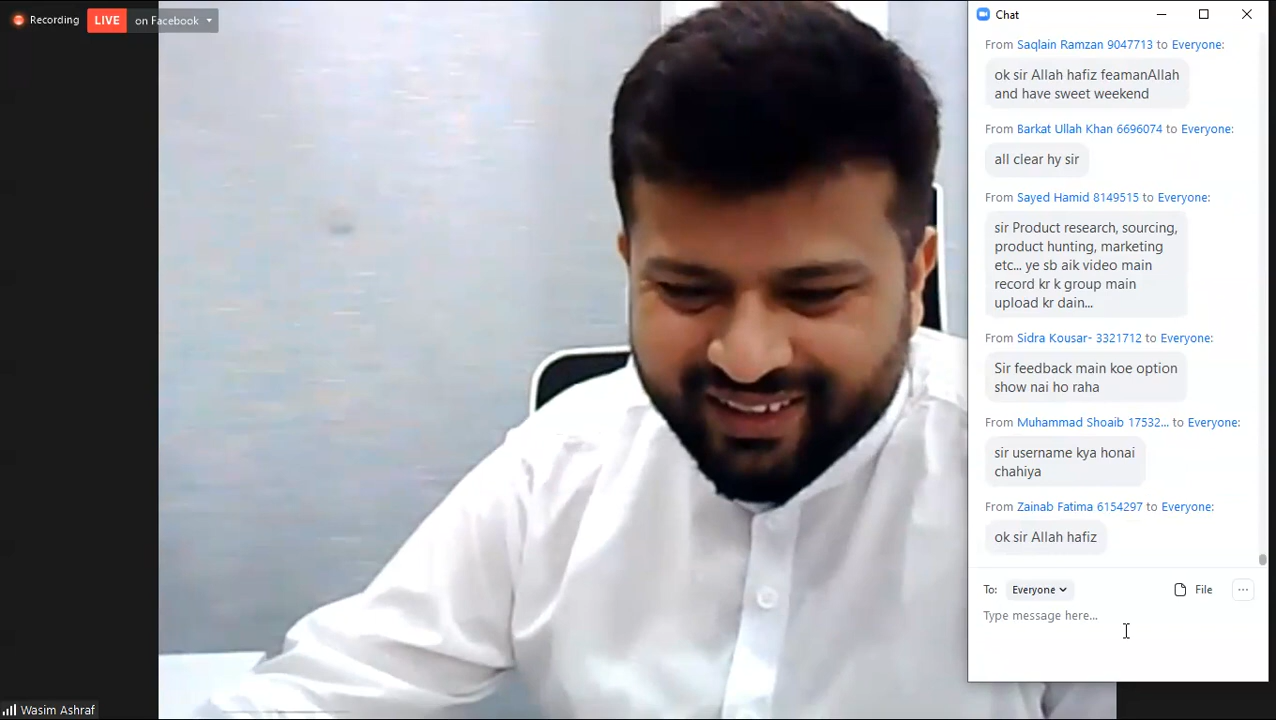 Recording
LIVE
on Facebook
Chat
From Saqlain Ramzan 9047713 to Everyone:
ok sir Allah hafiz feamanAllah
and have sweet weekend
From Barkat Ullah Khan 6696074 to Everyone:
all clear hy sir
From Sayed Hamid 8149515 to Everyone:
sir Product research, sourcing,
product hunting, marketing
etc... ye sb aik video main
record kr k group main
upload kr dain...
From Sidra Kousar- 3321712 to Everyone:
Sir feedback main koe option
show nai ho raha
From Muhammad Shoaib 17532... to Everyone:
sir username kya honai
chahiya
From Zainab Fatima 6154297 to Everyone:
ok sir Allah hafiz
To: Everyone
File
Type message here...
Wasim Ashraf